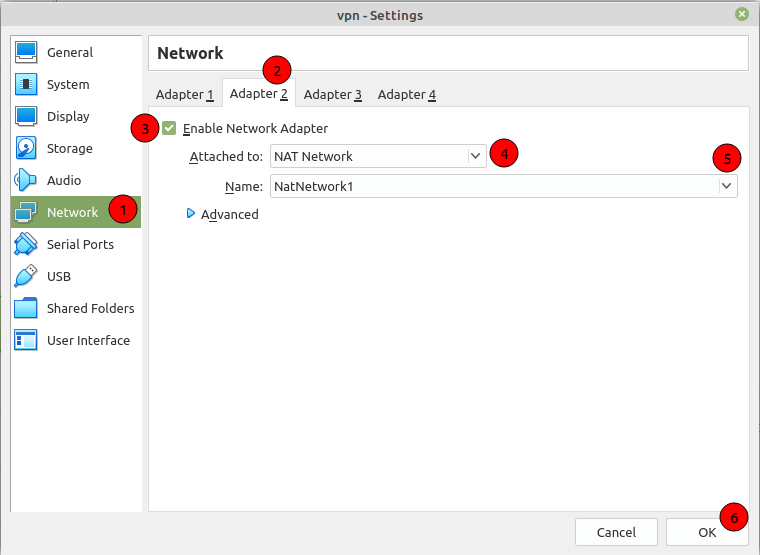 vpn - Settings
General
System
Display
Storage
Audio
Network 1
Serial Ports
USB
Shared Folders
User Interface
Network
2
Adapter 1 Adapter 2 Adapter 3 Adapter 4
3 Enable Network Adapter
Attached to: NAT Network 4
5
Name: NatNetwork1
Advanced
6
Cancel OK